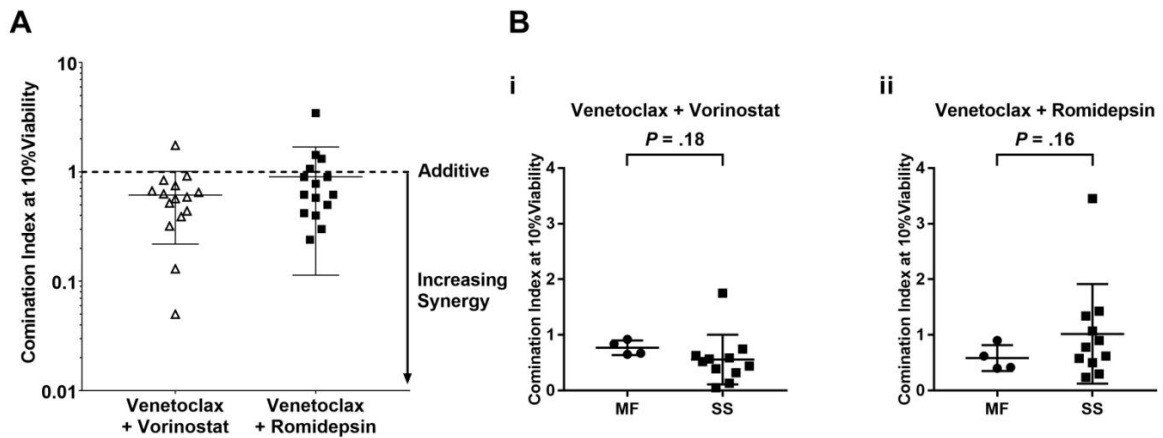 A
Comination Index at 10%Viability
10
1
0.1
0.01
Additive
Increasing
Synergy
Venetoclax
+ Vorinostat
Venetoclax
+ Romidepsin
B
i
Venetoclax + Vorinostat
P = .18
Comination Index at 10%Viability
4
3
2
1
0
MF
SS
ii
Venetoclax + Romidepsin
P = .16
Comination Index at 10%Viability
4
3
2
1
0
MF
SS